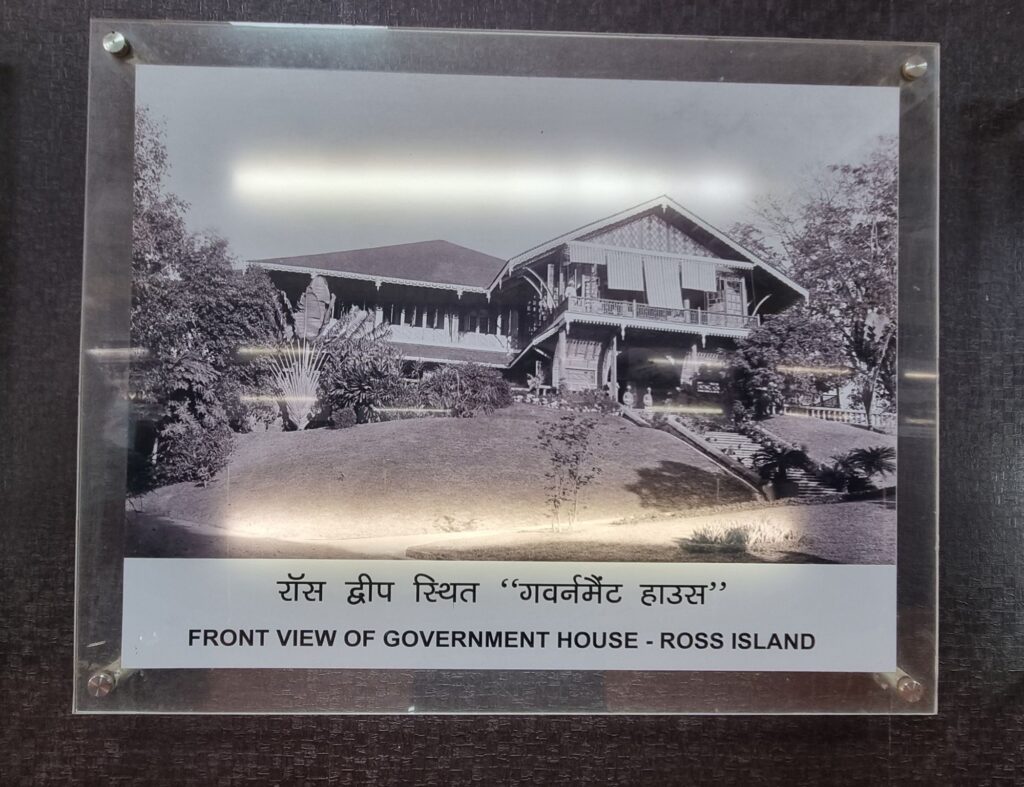 रॉस द्वीप स्थित “गवर्नमैंट हाउस”
FRONT VIEW OF GOVERNMENT HOUSE - ROSS ISLAND